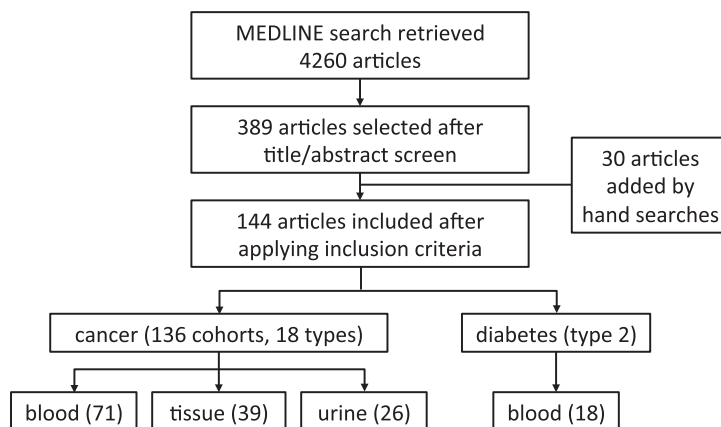 MEDLINE search retrieved
4260 articles
389 articles selected after
title/abstract screen
30 articles
added by
hand searches
144 articles included after
applying inclusion criteria
cancer (136 cohorts, 18 types)
diabetes (type 2)
blood (71)
tissue (39)
urine (26)
blood (18)